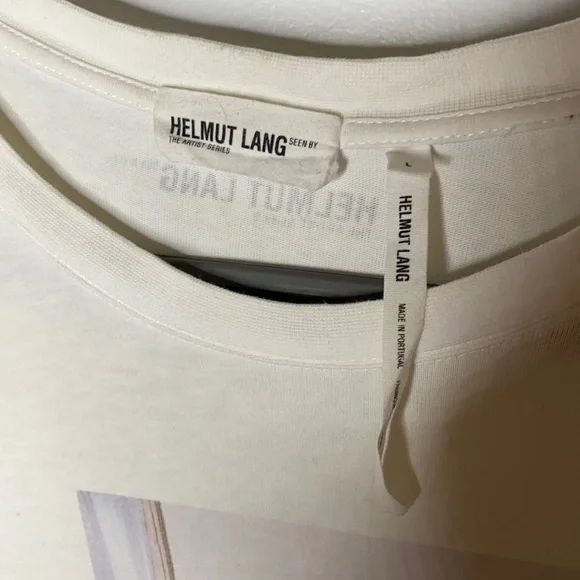 HELMUT LANG SEEN BY
THE ARTIST SERIES
HELMUT LANG
L
HELMUT LANG
MADE IN PORTUGAL